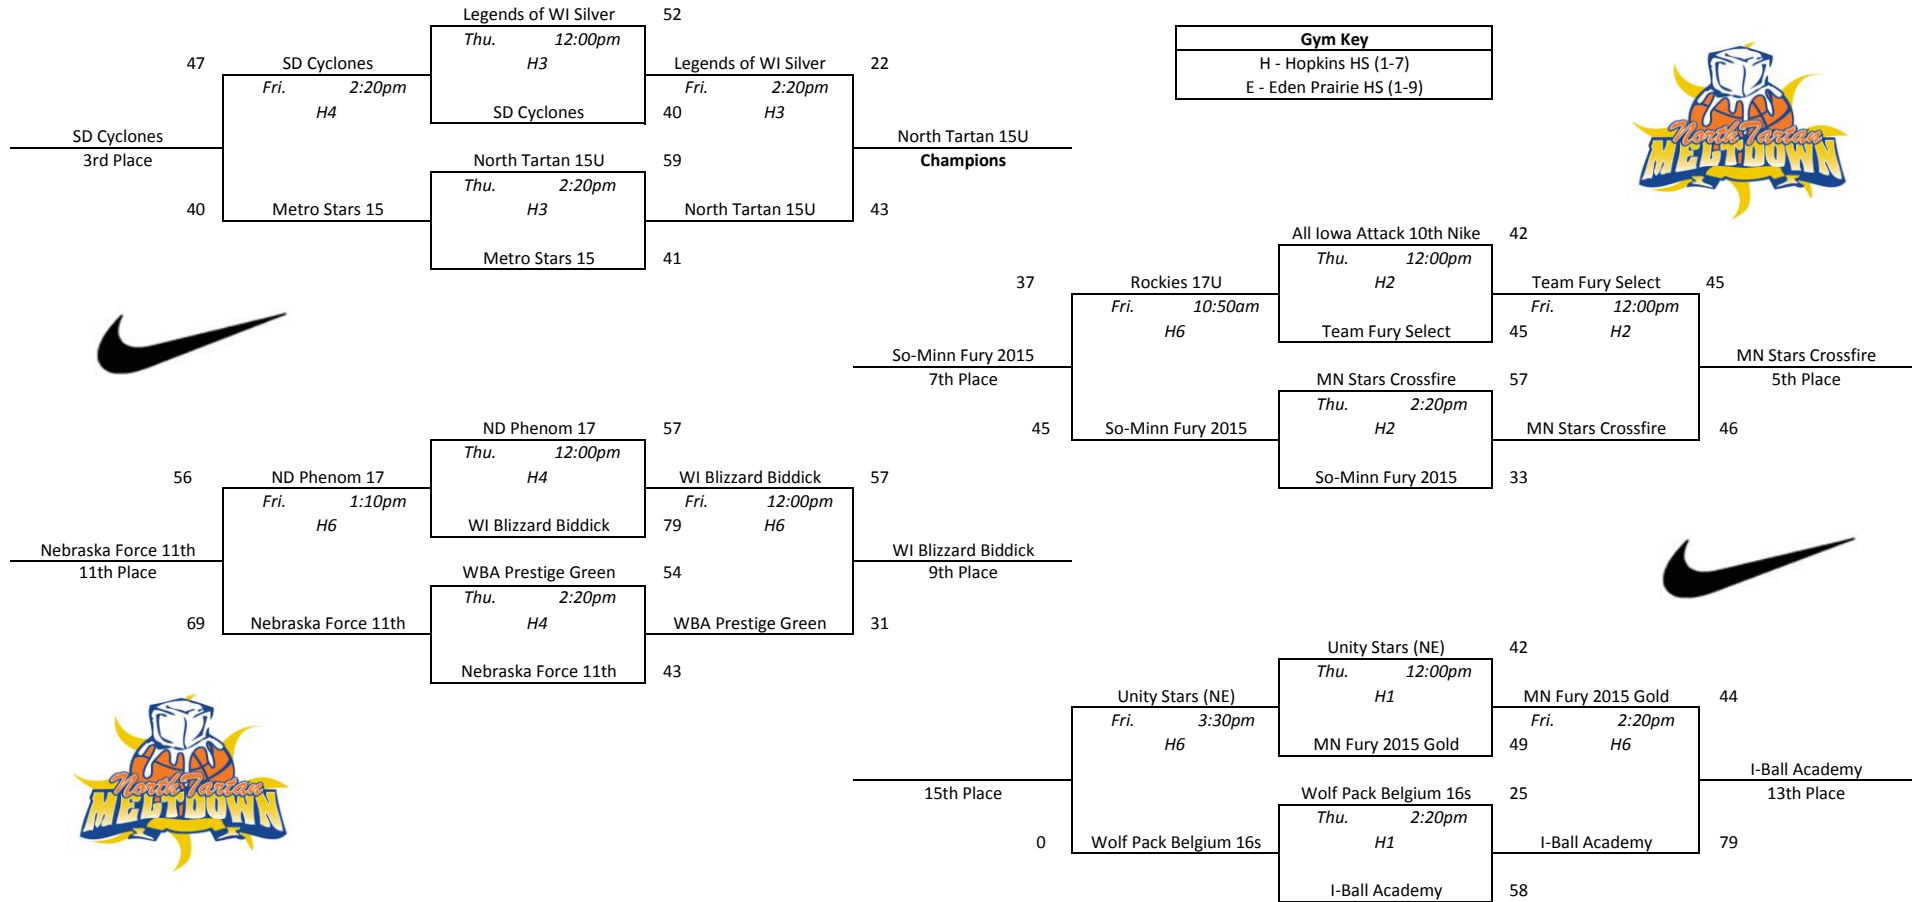 Legends of WI Silver 52
Thu. 12:00pm
H3
SD Cyclones 40
47 SD Cyclones
Fri. 2:20pm
H4
Metro Stars 15 40
SD Cyclones
3rd Place
North Tartan 15U 59
Thu. 2:20pm
H3
Metro Stars 15 41
Legends of WI Silver 22
Fri. 2:20pm
H3
North Tartan 15U 43
North Tartan 15U
Champions
Gym Key
H - Hopkins HS (1-7)
E - Eden Prairie HS (1-9)
North Tartan
MELTDOWN
All Iowa Attack 10th Nike 42
Thu. 12:00pm
H2
Team Fury Select 45
37 Rockies 17U
Fri. 10:50am
H6
45 So-Minn Fury 2015
So-Minn Fury 2015
7th Place
MN Stars Crossfire 57
Thu. 2:20pm
H2
So-Minn Fury 2015 33
Team Fury Select 45
Fri. 12:00pm
H2
MN Stars Crossfire 46
MN Stars Crossfire
5th Place
ND Phenom 17 57
Thu. 12:00pm
H4
WI Blizzard Biddick 79
56 ND Phenom 17
Fri. 1:10pm
H6
69 Nebraska Force 11th
Nebraska Force 11th
11th Place
WBA Prestige Green 54
Thu. 2:20pm
H4
Nebraska Force 11th 43
WI Blizzard Biddick 57
Fri. 12:00pm
H6
WBA Prestige Green 31
WI Blizzard Biddick
9th Place
Unity Stars (NE) 42
Thu. 12:00pm
H1
MN Fury 2015 Gold 49
Unity Stars (NE)
Fri. 3:30pm
H6
0 Wolf Pack Belgium 16s
15th Place
Wolf Pack Belgium 16s 25
Thu. 2:20pm
H1
I-Ball Academy 58
MN Fury 2015 Gold 44
Fri. 2:20pm
H6
I-Ball Academy 79
I-Ball Academy
13th Place
North Tartan
MELTDOWN